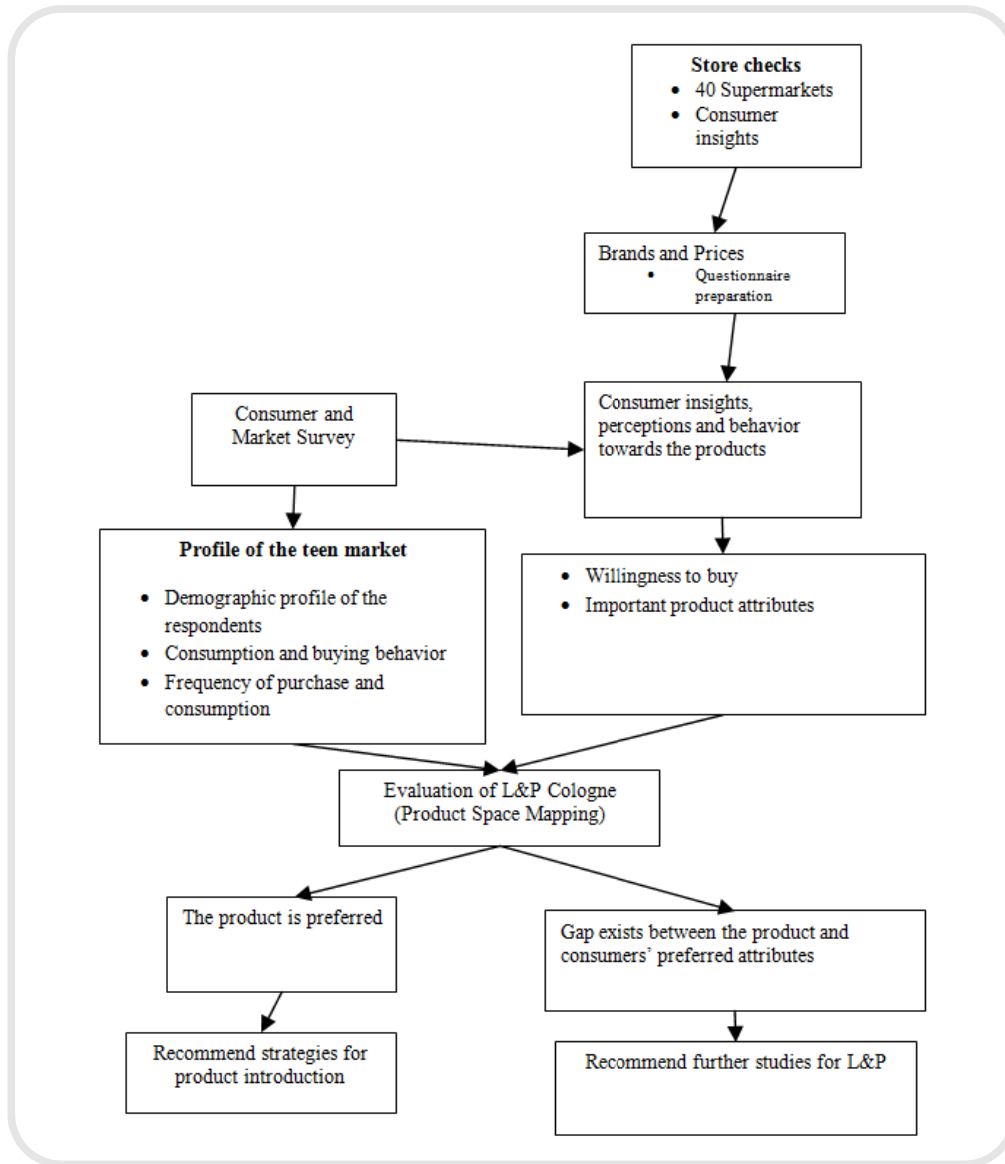 Store checks
• 40 Supermarkets
• Consumer
insights
Brands and Prices
• Questionnaire
preparation
Consumer and
Market Survey
Consumer insights,
perceptions and behavior
towards the products
Profile of the teen market
• Demographic profile of the
respondents
• Consumption and buying behavior
• Frequency of purchase and
consumption
• Willingness to buy
• Important product attributes
Evaluation of L&P Cologne
(Product Space Mapping)
The product is preferred
Gap exists between the product and
consumers’ preferred attributes
Recommend strategies for
product introduction
Recommend further studies for L&P